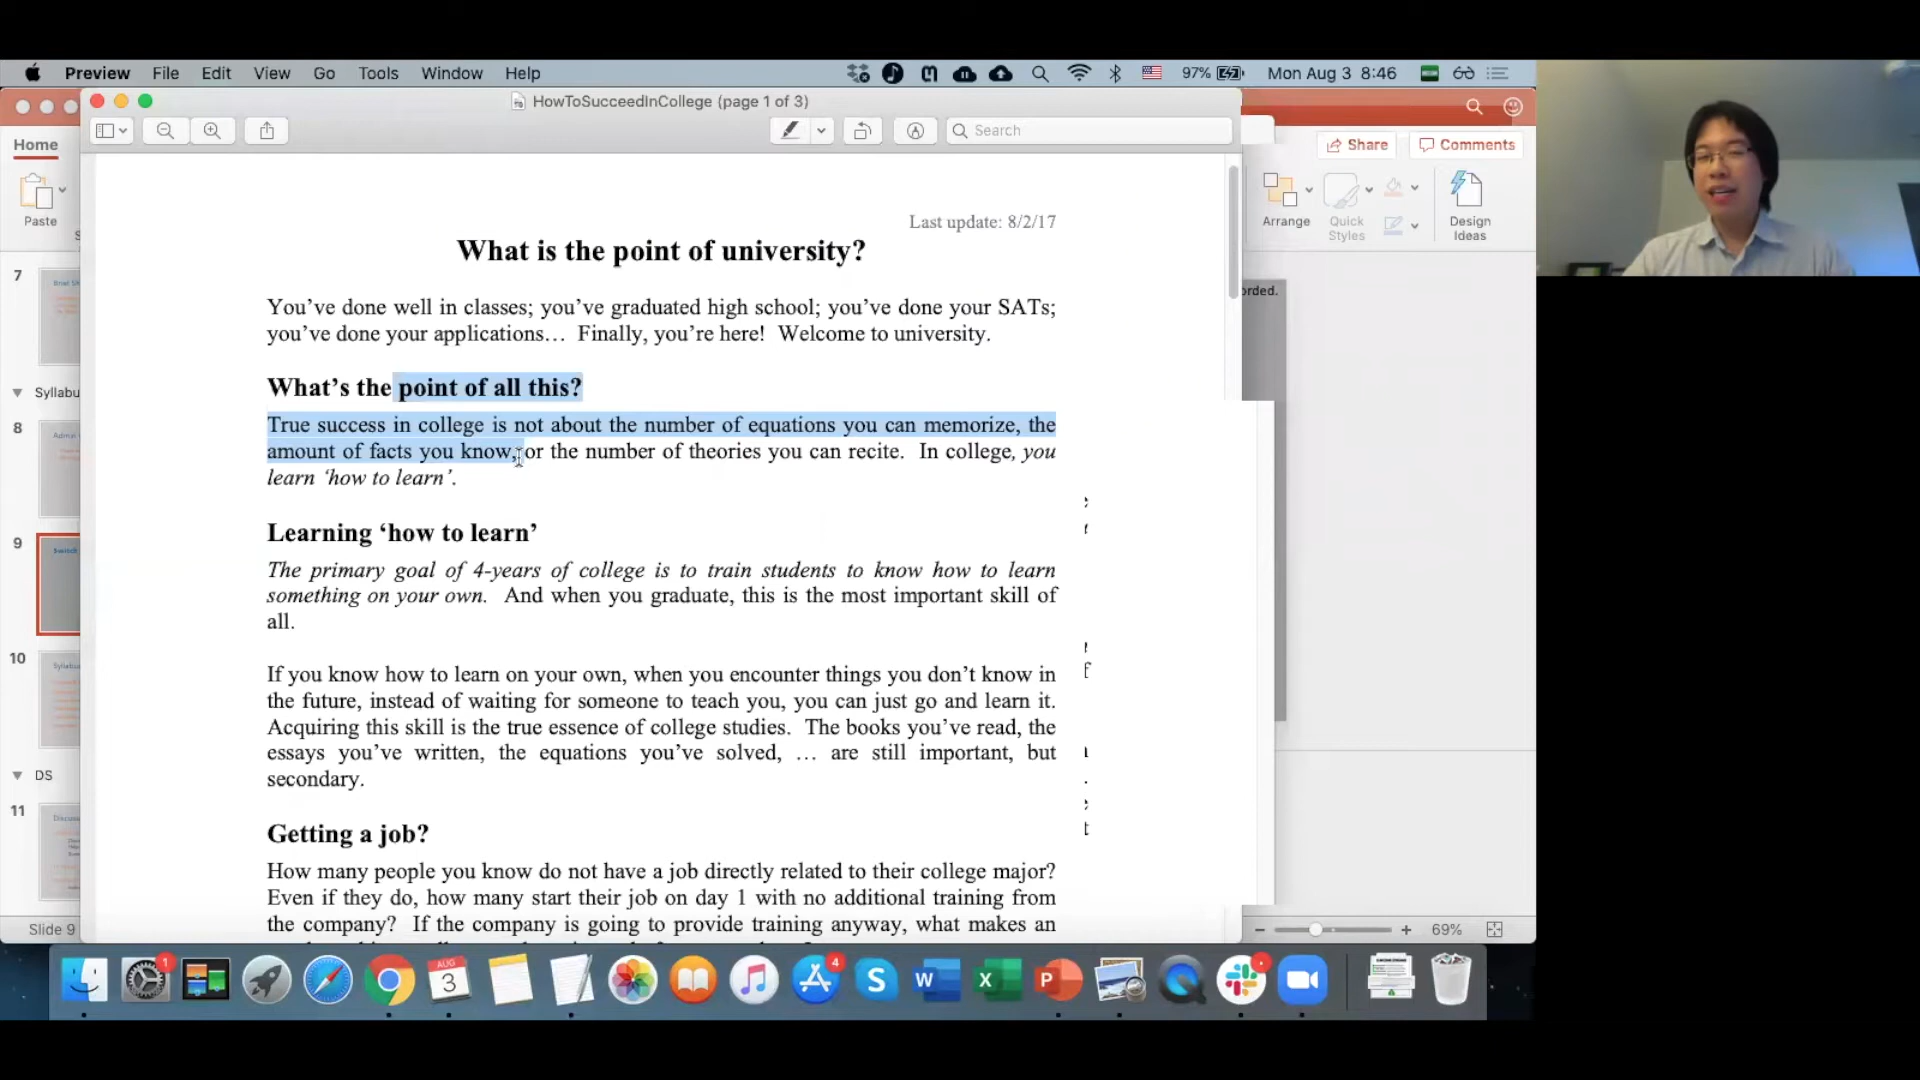 Preview File Edit View Go Tools Window Help 97% Mon Aug 3 8:46
HowToSucceedInCollege (page 1 of 3)
Search
Home
Paste
Share Comments
Arrange Quick Styles Design Ideas
7
Syllabu
8
9
10
DS
11
Slide 9
orded.
Last update: 8/2/17
What is the point of university?
You've done well in classes; you've graduated high school; you've done your SATs;
you've done your applications… Finally, you're here! Welcome to university.
What's the point of all this?
True success in college is not about the number of equations you can memorize, the
amount of facts you know, or the number of theories you can recite. In college, you
learn 'how to learn'.
Learning 'how to learn'
The primary goal of 4-years of college is to train students to know how to learn
something on your own. And when you graduate, this is the most important skill of
all.
If you know how to learn on your own, when you encounter things you don't know in
the future, instead of waiting for someone to teach you, you can just go and learn it.
Acquiring this skill is the true essence of college studies. The books you've read, the
essays you've written, the equations you've solved, … are still important, but
secondary.
Getting a job?
How many people you know do not have a job directly related to their college major?
Even if they do, how many start their job on day 1 with no additional training from
the company? If the company is going to provide training anyway, what makes an
69%
1
AUG
3
4